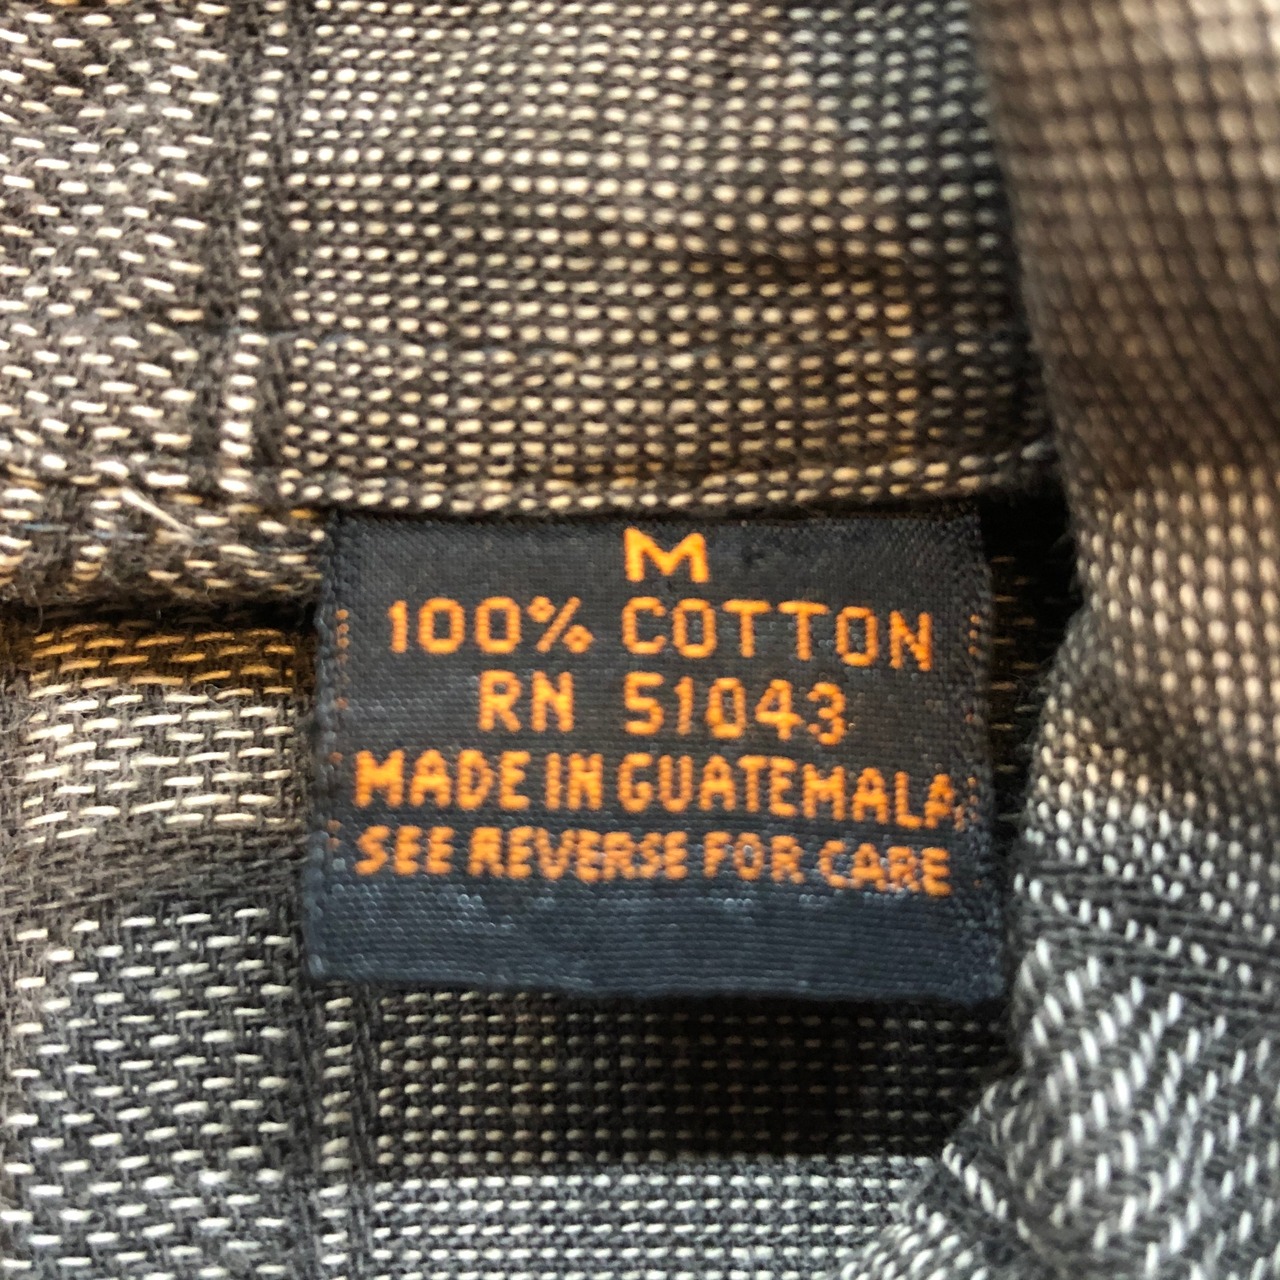 M
100% COTTON
RN 51043
MADE IN GUATEMALA
SEE REVERSE FOR CARE